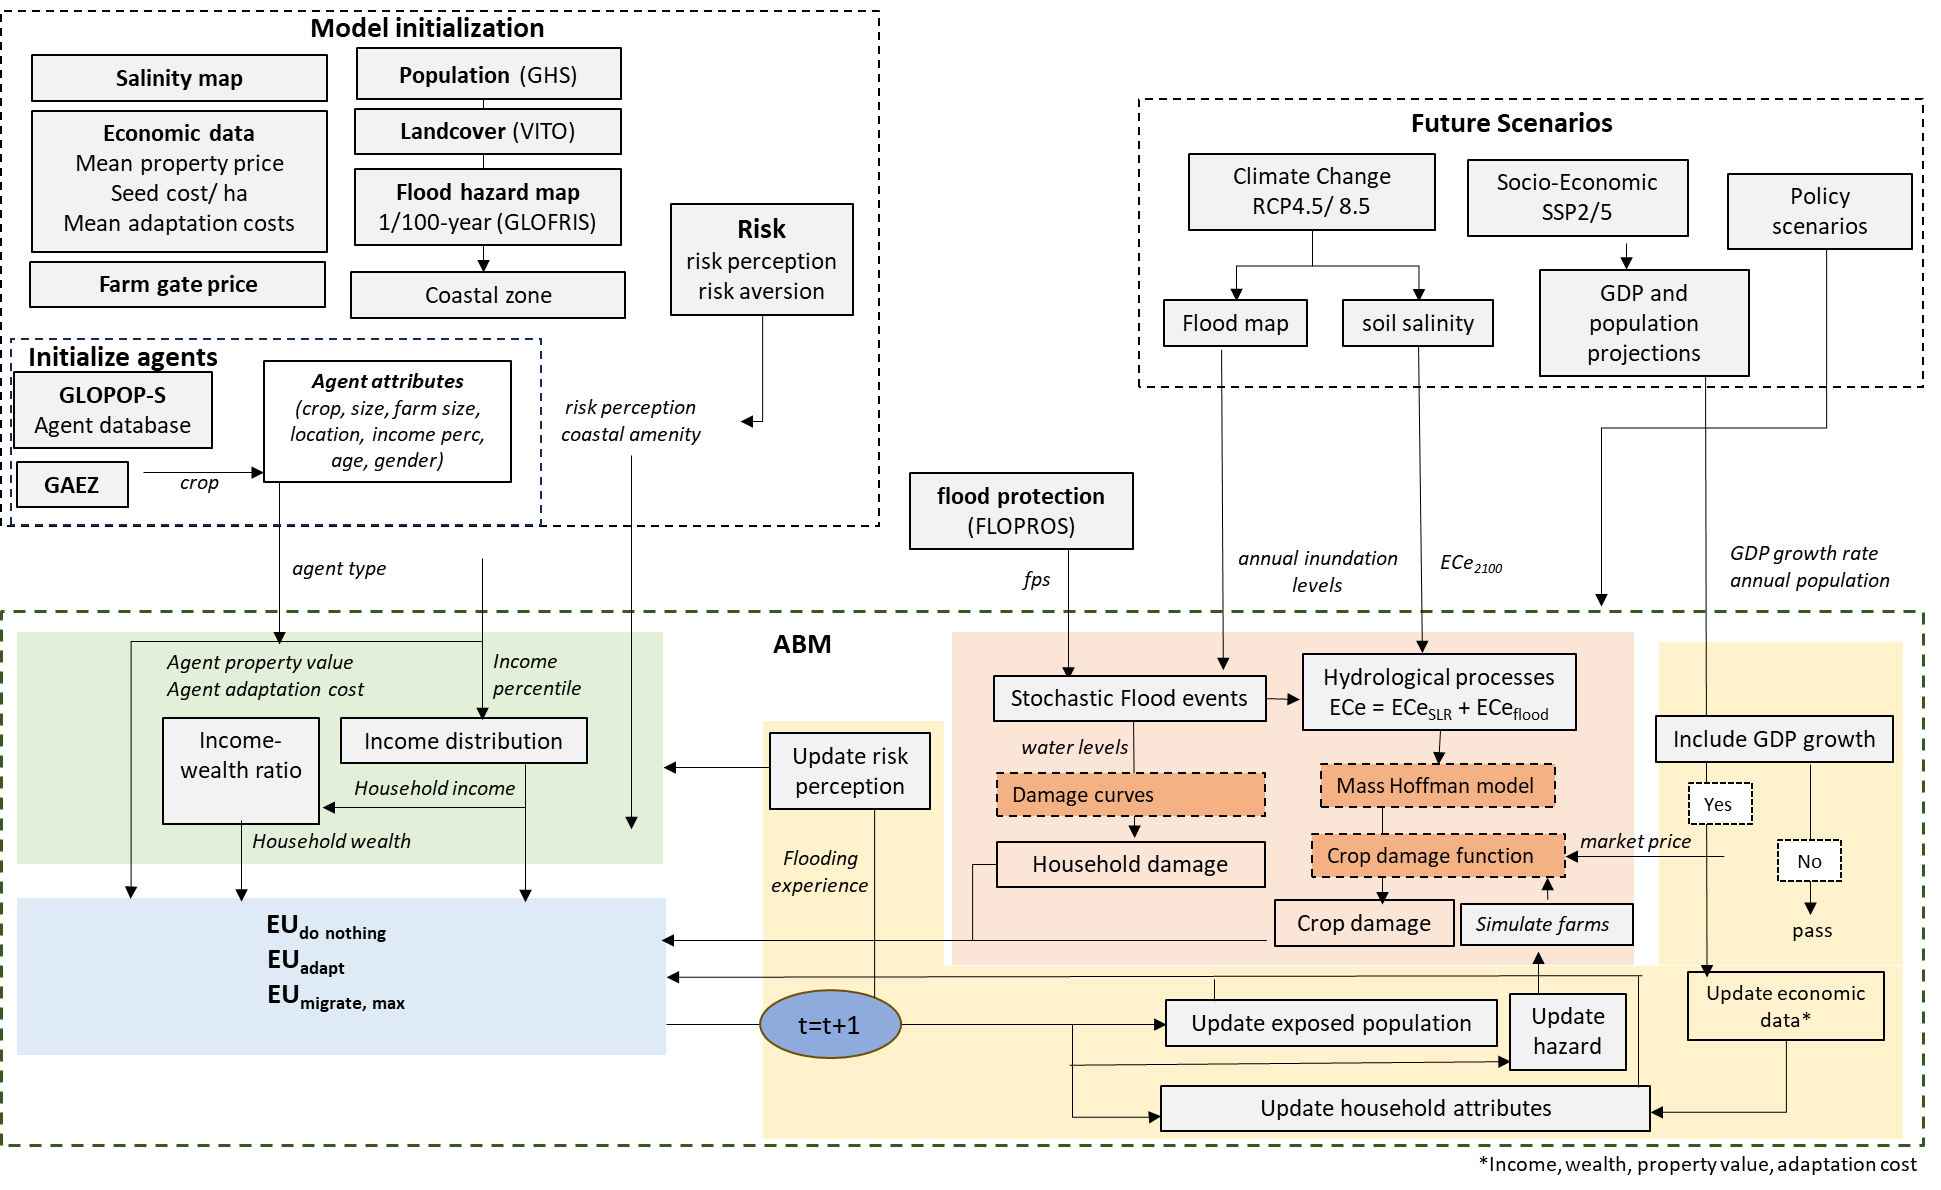 Model initialization
Salinity map
Economic data
Mean property price
Seed cost/ ha
Mean adaptation costs
Farm gate price
Population (GHS)
Landcover (VITO)
Flood hazard map
1/100-year (GLOFRIS)
Coastal zone
Risk
risk perception
risk aversion
Initialize agents
GLOPOP-S
Agent database
GAEZ
crop
Agent attributes
(crop, size, farm size,
location, income perc,
age, gender)
risk perception
coastal amenity
Future Scenarios
Climate Change
RCP4.5/ 8.5
Socio-Economic
SSP2/5
Policy
scenarios
Flood map
soil salinity
GDP and
population
projections
flood protection
(FLOPROS)
agent type
fps
annual inundation
levels
ECe2100
GDP growth rate
annual population
ABM
Agent property value
Agent adaptation cost
Income
percentile
Income-
wealth ratio
Income distribution
Household income
Household wealth
Update risk
perception
Flooding
experience
Stochastic Flood events
water levels
Damage curves
Household damage
Hydrological processes
ECe = ECeSLR + ECeflood
Mass Hoffman model
Crop damage function
market price
Crop damage
Simulate farms
Include GDP growth
Yes
No
pass
EUdo nothing
EUadapt
EUmigrate, max
t=t+1
Update exposed population
Update
hazard
Update economic
data*
Update household attributes
*Income, wealth, property value, adaptation cost